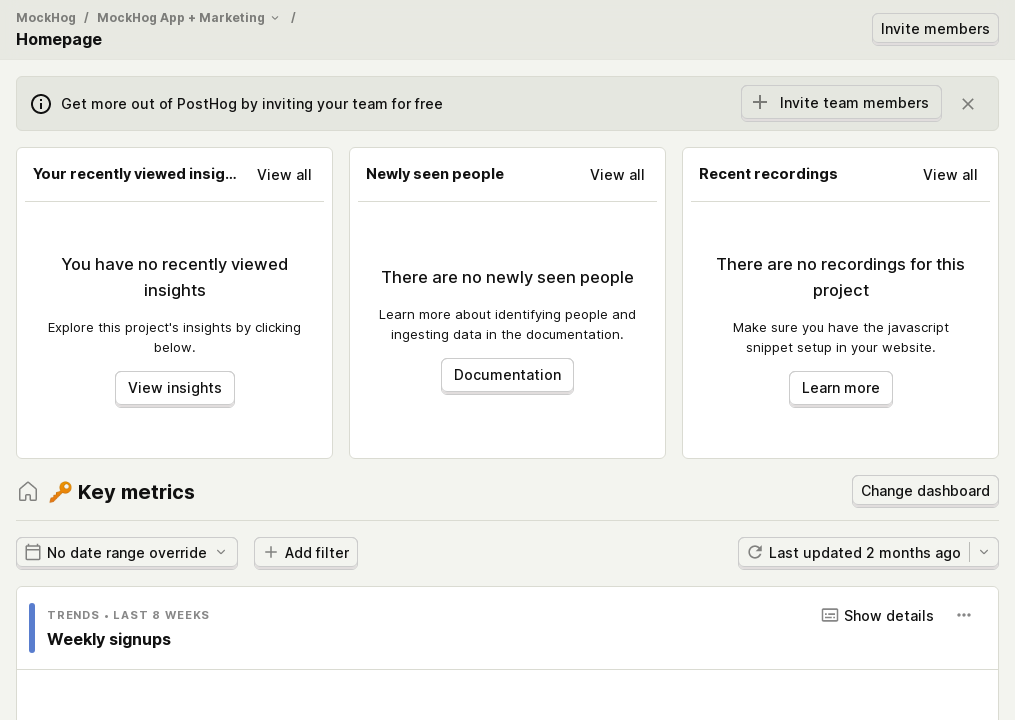 MockHog / MockHog App + Marketing /
Homepage
Invite members
Get more out of PostHog by inviting your team for free
Invite team members
Your recently viewed insig...
View all
You have no recently viewed
insights
Explore this project's insights by clicking
below.
View insights
Newly seen people
View all
There are no newly seen people
Learn more about identifying people and
ingesting data in the documentation.
Documentation
Recent recordings
View all
There are no recordings for this
project
Make sure you have the javascript
snippet setup in your website.
Learn more
🔑 Key metrics
Change dashboard
No date range override
Add filter
Last updated 2 months ago
TRENDS • LAST 8 WEEKS
Weekly signups
Show details